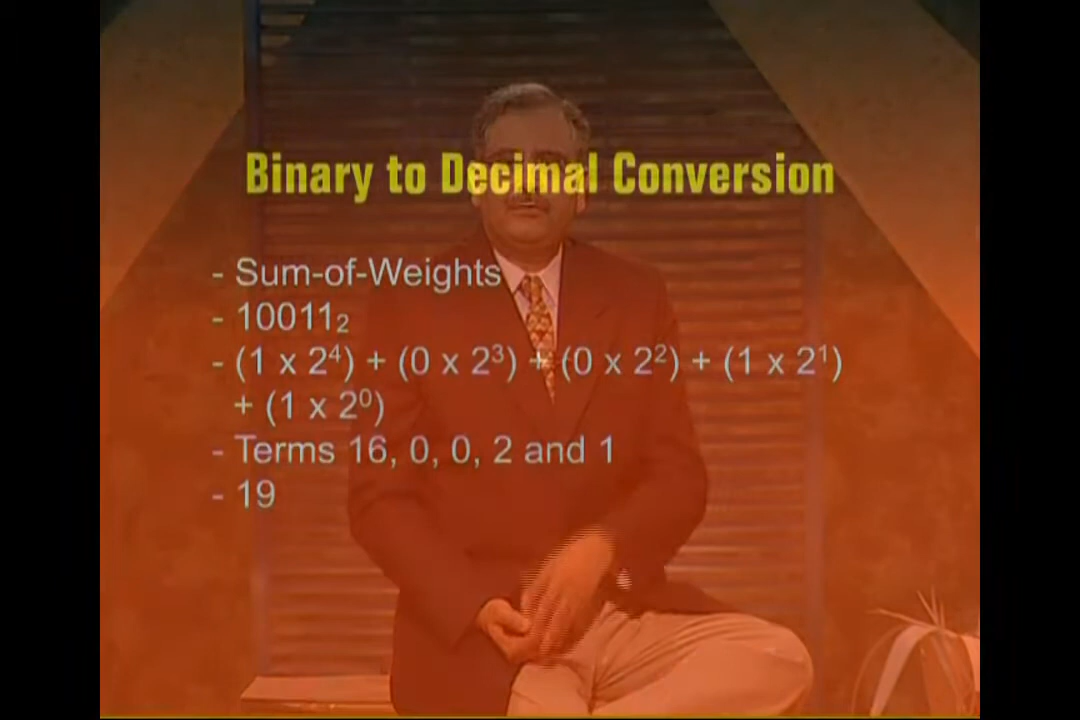 Binary to Decimal Conversion
- Sum-of-Weights
- 10011₂
- (1 x 2⁴) + (0 x 2³) + (0 x 2²) + (1 x 2¹)
+ (1 x 2⁰)
- Terms 16, 0, 0, 2 and 1
- 19